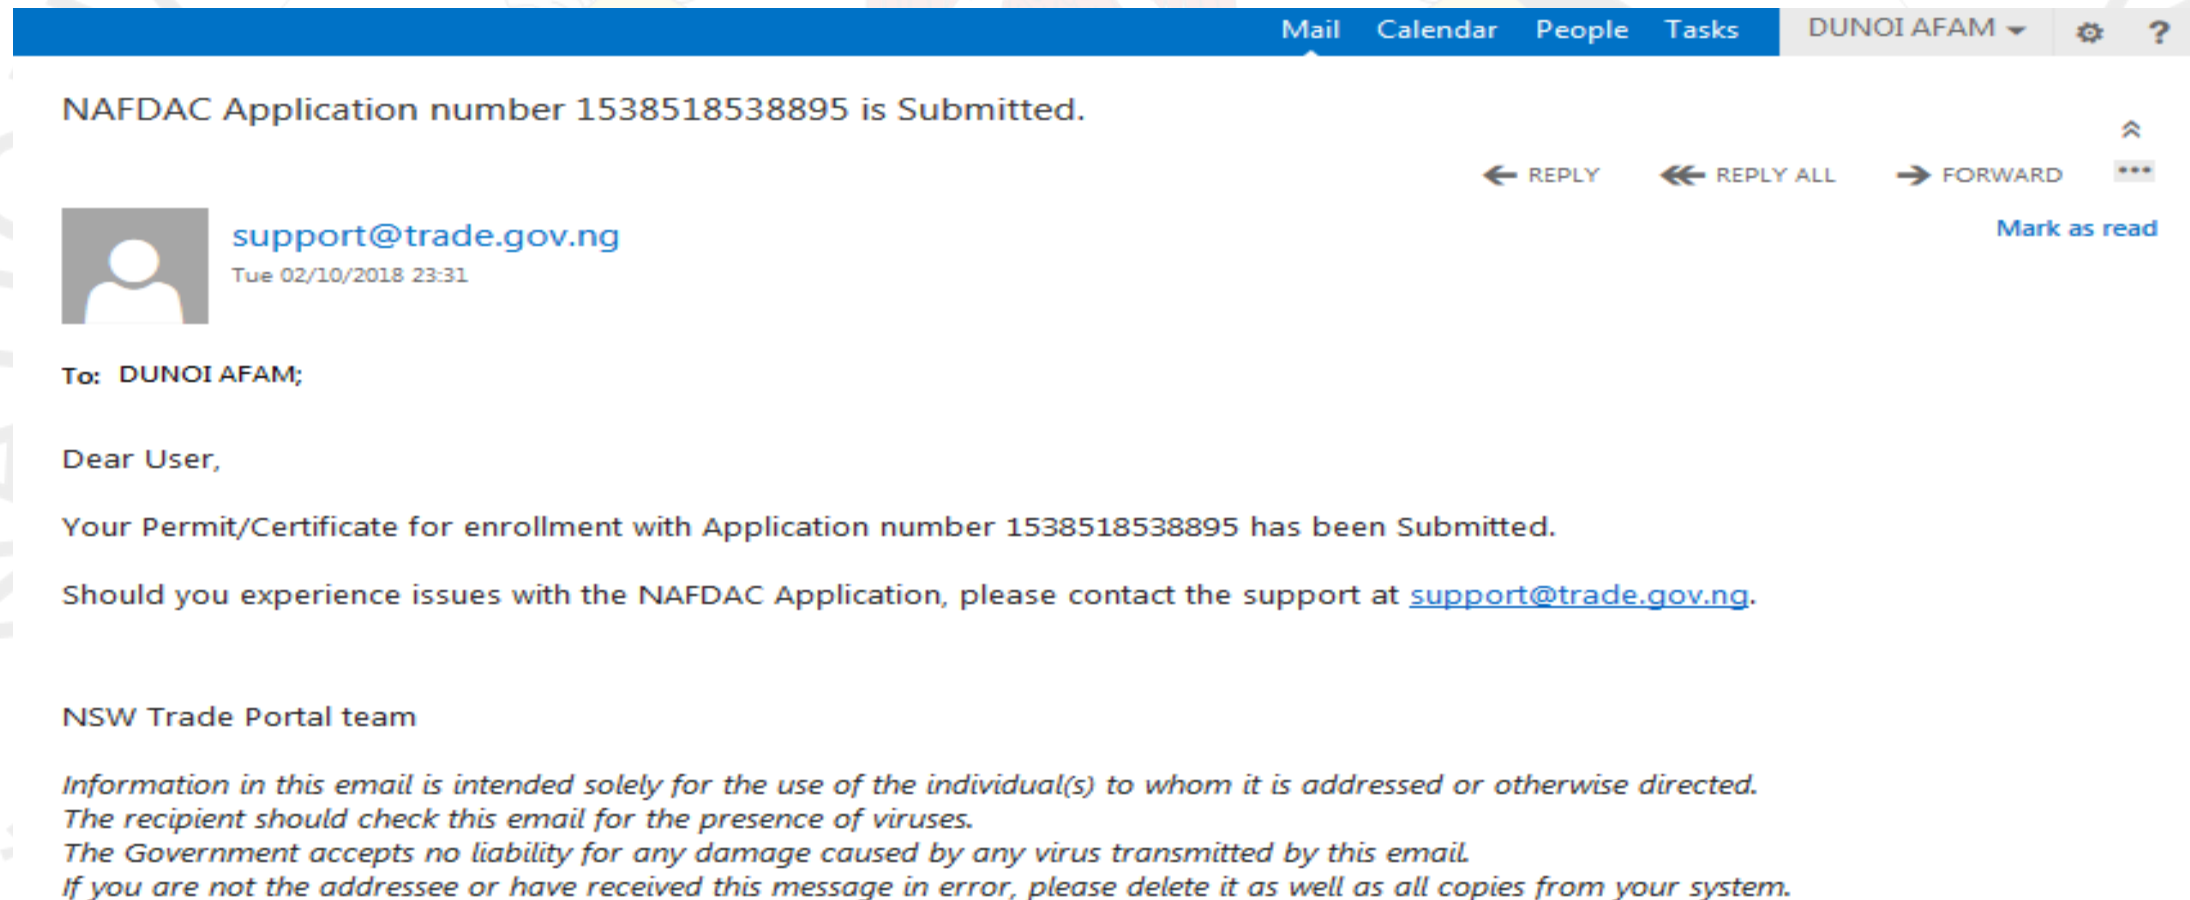 Mail Calendar People Tasks DUNOI AFAM ?
NAFDAC Application number 1538518538895 is Submitted.
REPLY REPLY ALL FORWARD ...
support@trade.gov.ng Mark as read
Tue 02/10/2018 23:31
To: DUNOI AFAM;
Dear User,
Your Permit/Certificate for enrollment with Application number 1538518538895 has been Submitted.
Should you experience issues with the NAFDAC Application, please contact the support at support@trade.gov.ng.
NSW Trade Portal team
Information in this email is intended solely for the use of the individual(s) to whom it is addressed or otherwise directed.
The recipient should check this email for the presence of viruses.
The Government accepts no liability for any damage caused by any virus transmitted by this email.
If you are not the addressee or have received this message in error, please delete it as well as all copies from your system.